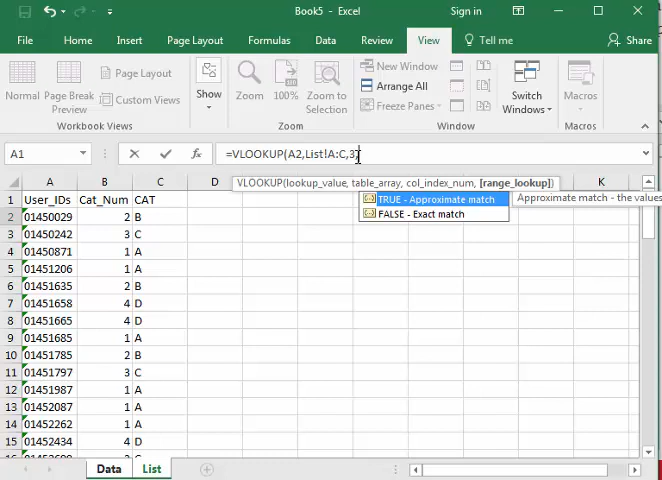 Book5 - Excel
Sign in
File Home Insert Page Layout Formulas Data Review View Tell me Share
Normal
Page Break Preview
Page Layout
Custom Views
Show
Zoom
100%
Zoom to Selection
New Window
Arrange All
Freeze Panes
Switch Windows
Macros
Workbook Views
Zoom
Window
Macros
A1 fx =VLOOKUP(A2,List!A:C,3,
VLOOKUP(lookup_value, table_array, col_index_num, [range_lookup])
TRUE - Approximate match
FALSE - Exact match
Approximate match - the values
A B C D K
1 User_IDs Cat_Num CAT
2 01450029 2 B
3 01450242 3 C
4 01450871 1 A
5 01451206 1 A
6 01451635 2 B
7 01451658 4 D
8 01451665 4 D
9 01451685 1 A
10 01451785 2 B
11 01451797 3 C
12 01451987 1 A
13 01452087 1 A
14 01452262 1 A
15 01452434 4 D
Data List